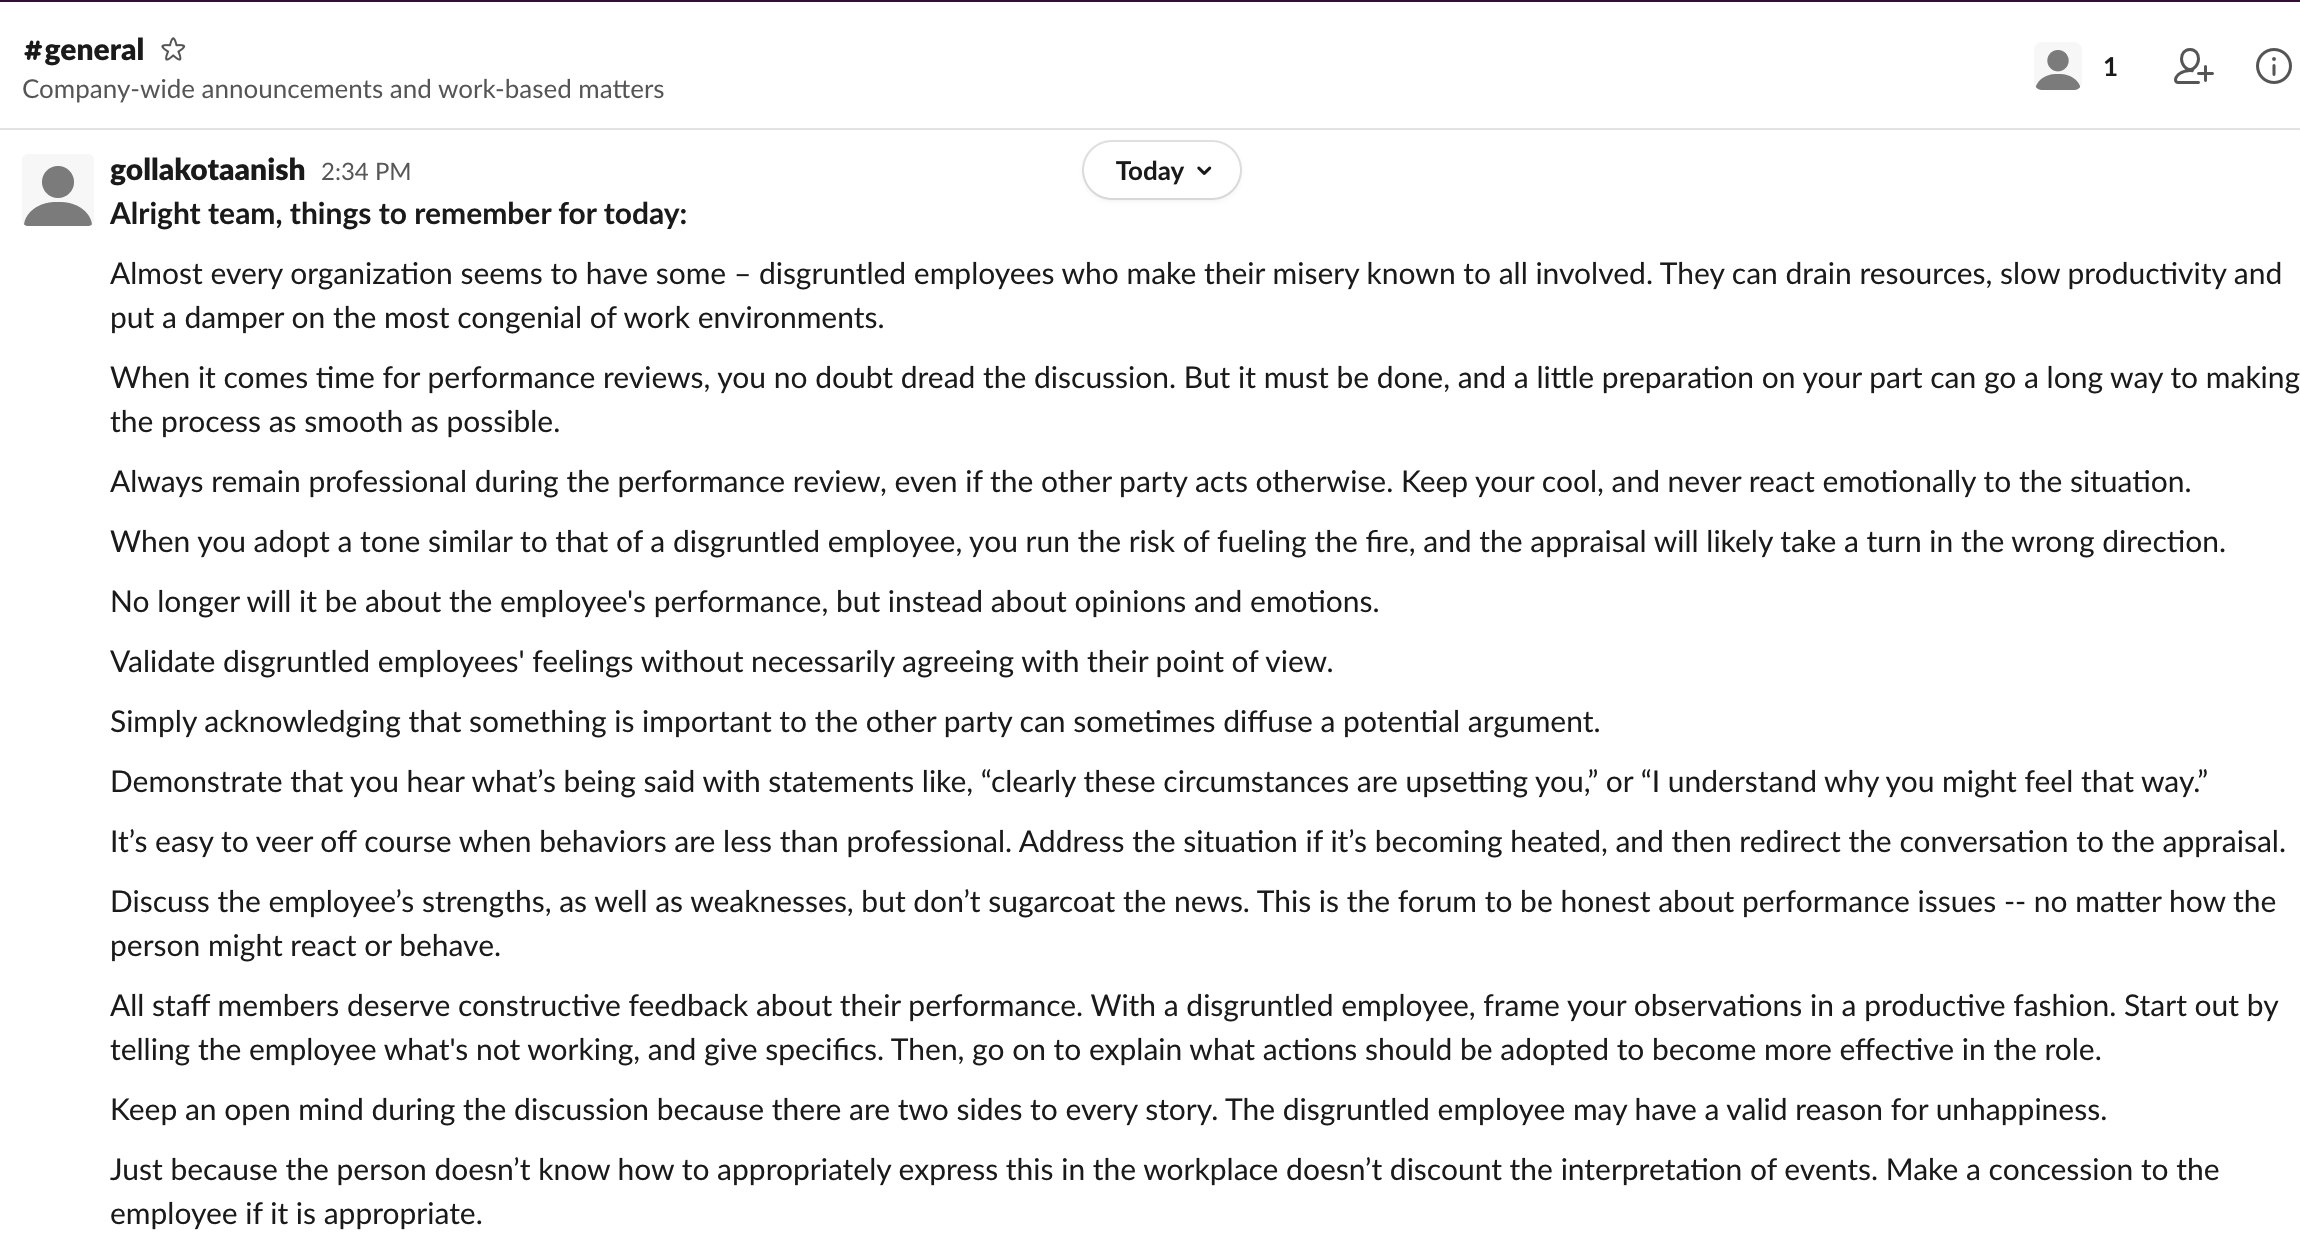 #general
Company-wide announcements and work-based matters
1
Today
gollakotaanish 2:34 PM
Alright team, things to remember for today:
Almost every organization seems to have some – disgruntled employees who make their misery known to all involved. They can drain resources, slow productivity and
put a damper on the most congenial of work environments.
When it comes time for performance reviews, you no doubt dread the discussion. But it must be done, and a little preparation on your part can go a long way to making
the process as smooth as possible.
Always remain professional during the performance review, even if the other party acts otherwise. Keep your cool, and never react emotionally to the situation.
When you adopt a tone similar to that of a disgruntled employee, you run the risk of fueling the fire, and the appraisal will likely take a turn in the wrong direction.
No longer will it be about the employee's performance, but instead about opinions and emotions.
Validate disgruntled employees' feelings without necessarily agreeing with their point of view.
Simply acknowledging that something is important to the other party can sometimes diffuse a potential argument.
Demonstrate that you hear what’s being said with statements like, “clearly these circumstances are upsetting you,” or “I understand why you might feel that way.”
It’s easy to veer off course when behaviors are less than professional. Address the situation if it’s becoming heated, and then redirect the conversation to the appraisal.
Discuss the employee’s strengths, as well as weaknesses, but don’t sugarcoat the news. This is the forum to be honest about performance issues -- no matter how the
person might react or behave.
All staff members deserve constructive feedback about their performance. With a disgruntled employee, frame your observations in a productive fashion. Start out by
telling the employee what's not working, and give specifics. Then, go on to explain what actions should be adopted to become more effective in the role.
Keep an open mind during the discussion because there are two sides to every story. The disgruntled employee may have a valid reason for unhappiness.
Just because the person doesn’t know how to appropriately express this in the workplace doesn’t discount the interpretation of events. Make a concession to the
employee if it is appropriate.